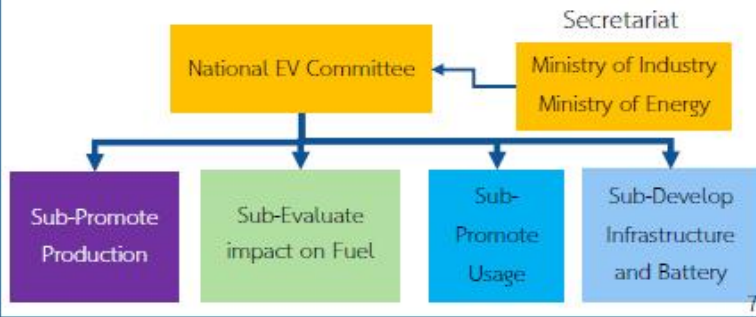 Secretariat
National EV Committee
Ministry of Industry
Ministry of Energy
Sub-Promote
Production
Sub-Evaluate
impact on Fuel
Sub-
Promote
Usage
Sub-Develop
Infrastructure
and Battery
7